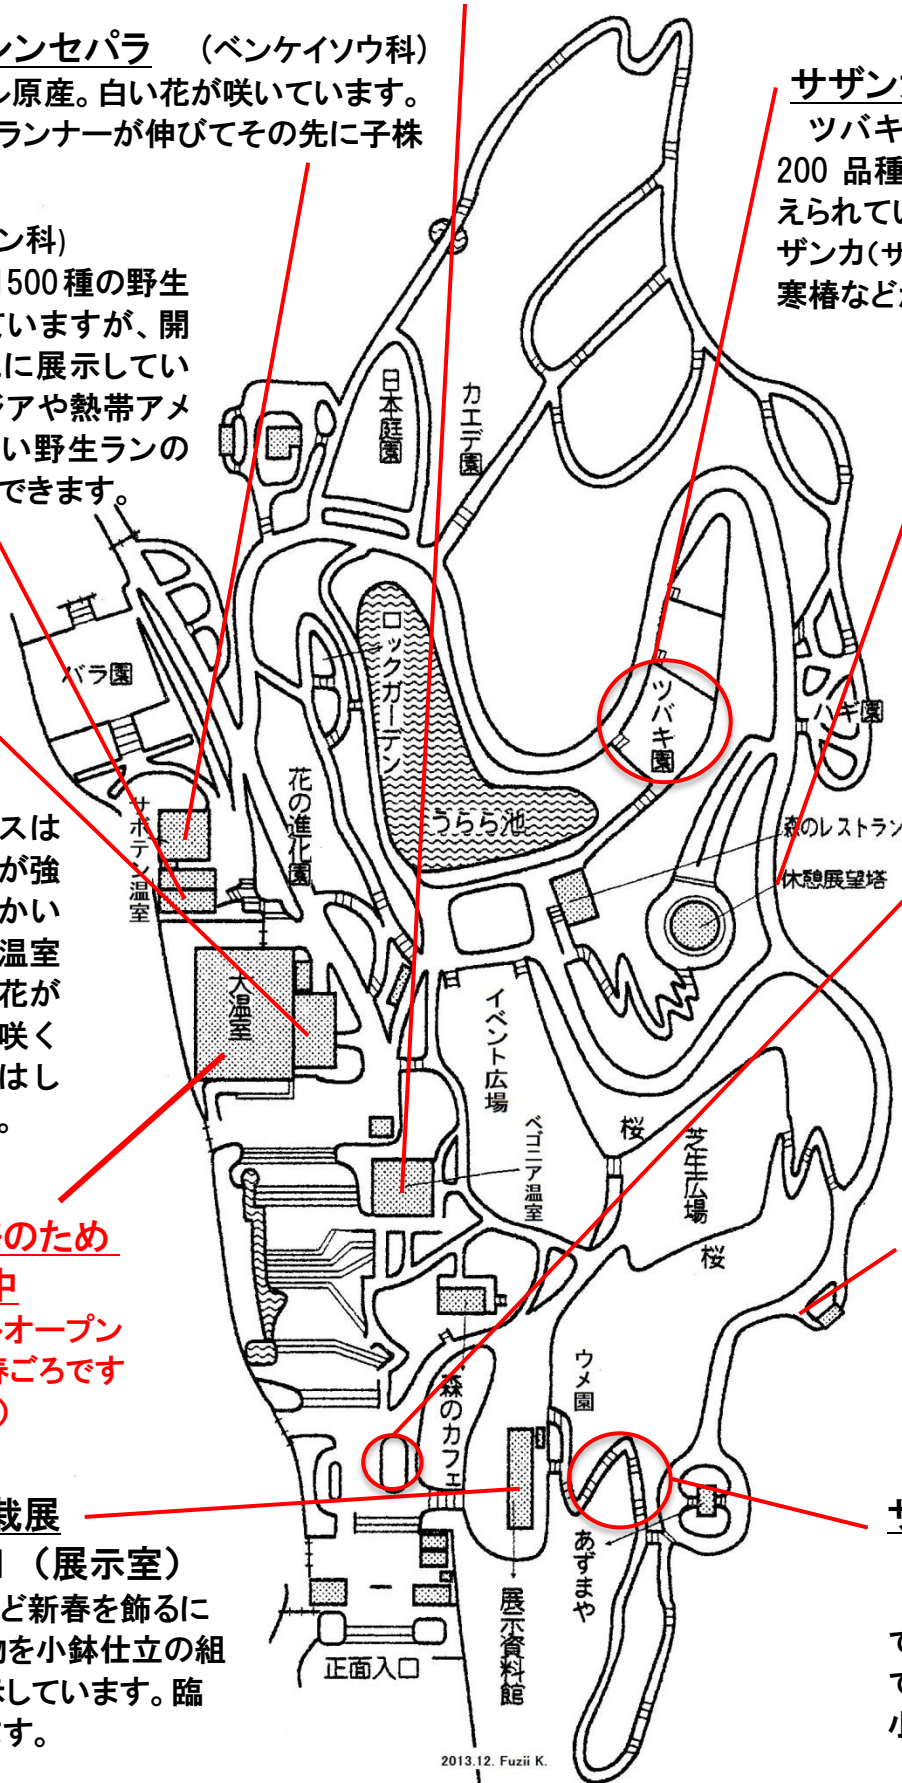 ンセパラ　（ベンケイソウ科）
ル原産。白い花が咲いています。
ランナーが伸びてその先に子株
サザン
ツバキ
200 品種
えられてい
ザンカ（サ
寒椿など
ン科)
1500種の野生
ていますが、開
に展示してい
ジアや熱帯アメ
い野生ランの
できます。
日本庭園
カエデ園
バラ園
ロックガーデン
ツバキ園
ハギ園
花の進化園
うらら池
サボテン温室
森のレストラン
休憩展望塔
スは
が強
かい
温室
花が
咲く
はし
。
大温室
イベント広場
桜
芝生広場
ベゴニア温室
桜
のため
中
オープン
春ごろです
ウメ園
森のカフェ
栽展
（展示室）
ど新春を飾るに
物を小鉢仕立の組
示しています。臨
ます。
あずまや
展示資料館
正面入口
サ
て
て
小
2013.12. Fuzii K.